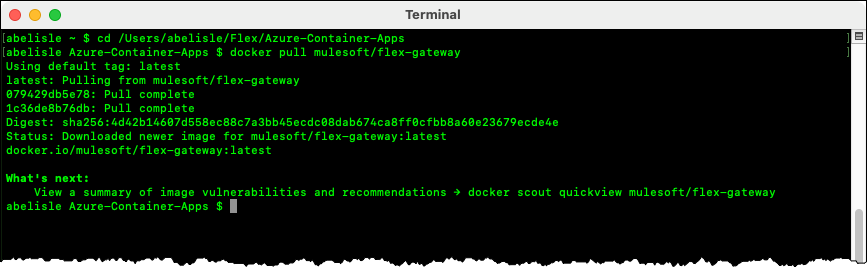 Terminal
[abelisle ~ $ cd /Users/abelisle/Flex/Azure-Container-Apps ]
[abelisle Azure-Container-Apps $ docker pull mulesoft/flex-gateway ]
Using default tag: latest
latest: Pulling from mulesoft/flex-gateway
079429db5e78: Pull complete
1c36de8b76db: Pull complete
Digest: sha256:4d42b14607d558ec88c7a3bb45ecdc08dab674ca8ff0cfbb8a60e23679ecde4e
Status: Downloaded newer image for mulesoft/flex-gateway:latest
docker.io/mulesoft/flex-gateway:latest
What's next:
View a summary of image vulnerabilities and recommendations → docker scout quickview mulesoft/flex-gateway
abelisle Azure-Container-Apps $